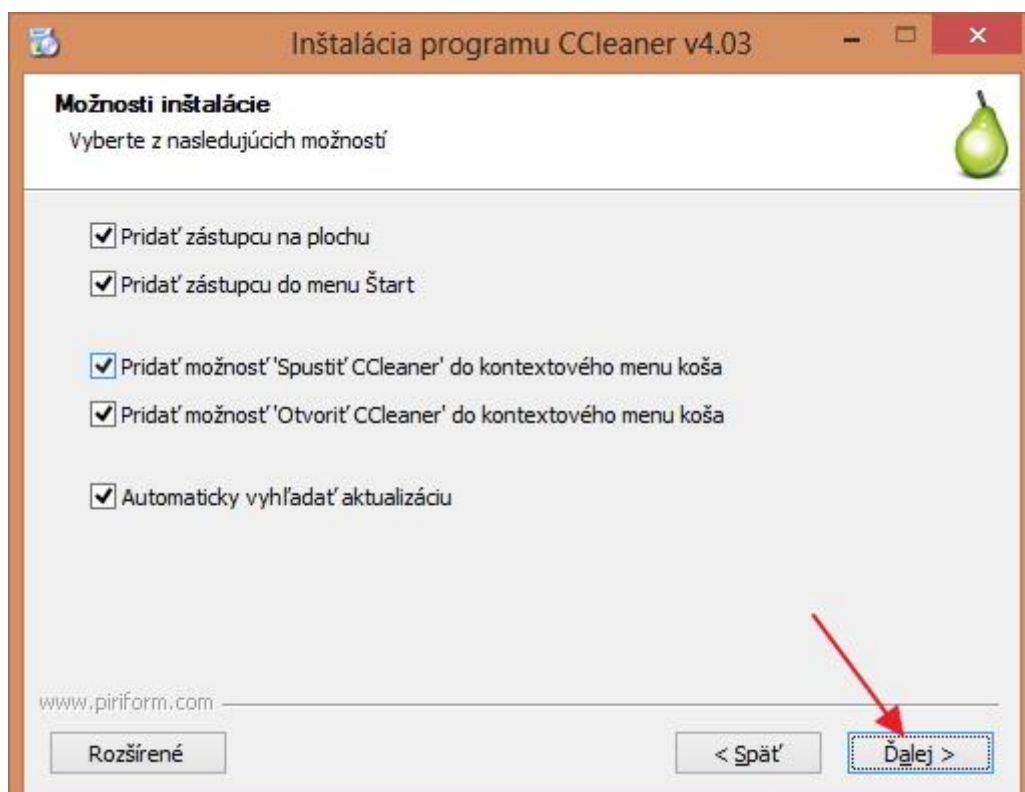 Inštalácia programu CCleaner v4.03
Možnosti inštalácie
Vyberte z nasledujúcich možností
Pridať zástupcu na plochu
Pridať zástupcu do menu Štart
Pridať možnosť 'Spustiť CCleaner' do kontextového menu koša
Pridať možnosť 'Otvoriť CCleaner' do kontextového menu koša
Automaticky vyhľadať aktualizáciu
www.piriform.com
Rozšírené
< Späť
Ďalej >